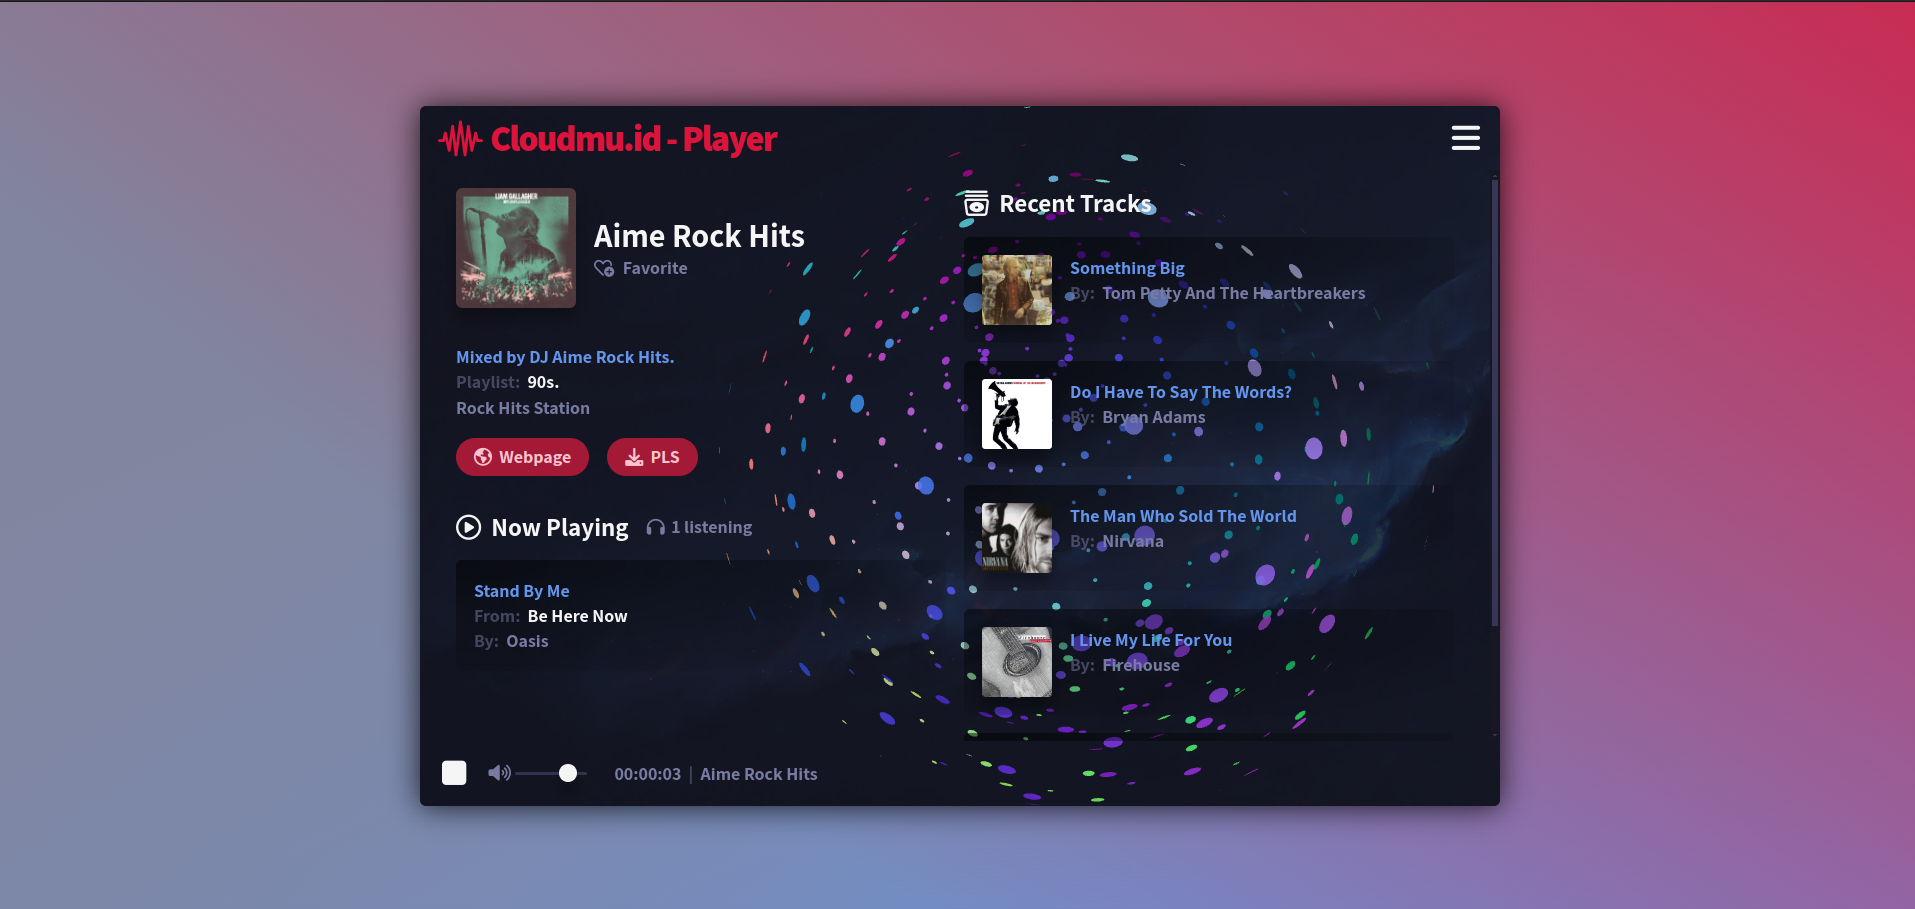 Cloudmu.id - Player
LIAM GALLAGHER
Aime Rock Hits
Favorite
Mixed by DJ Aime Rock Hits.
Playlist: 90s.
Rock Hits Station
Webpage
PLS
Now Playing
1 listening
Stand By Me
From: Be Here Now
By: Oasis
Recent Tracks
Something Big
By: Tom Petty And The Heartbreakers
Do I Have To Say The Words?
By: Bryan Adams
The Man Who Sold The World
By: Nirvana
NIRVANA
I Live My Life For You
By: Firehouse
00:00:03 | Aime Rock Hits